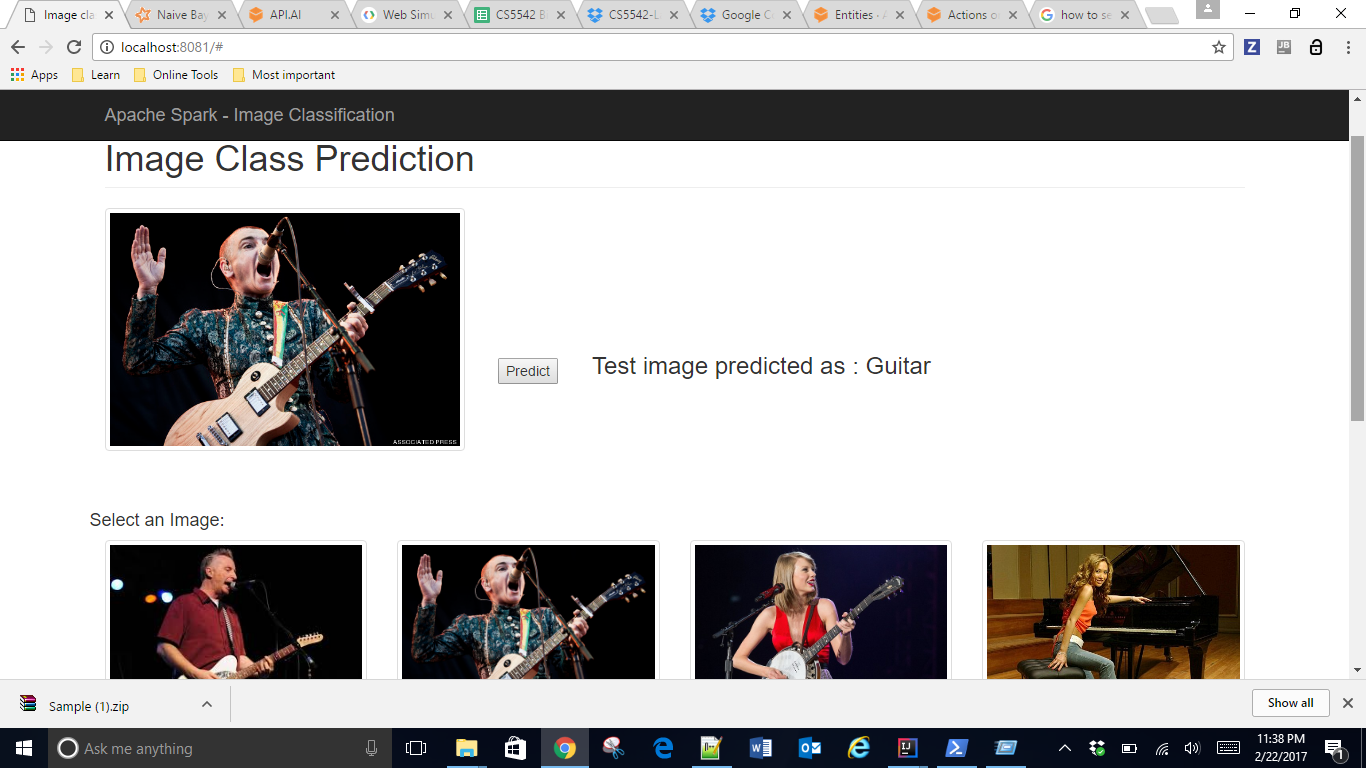 Image cla
Naive Bay
API.AI
Web Simu
CS5542 B
CS5542-L
Google C
Entities - A
Actions o
how to se
localhost:8081/#
Apps
Learn
Online Tools
Most important
Apache Spark - Image Classification
Image Class Prediction
ASSOCIATED PRESS
Predict
Test image predicted as : Guitar
Select an Image:
Sample (1).zip
Show all
Ask me anything
11:38 PM
2/22/2017